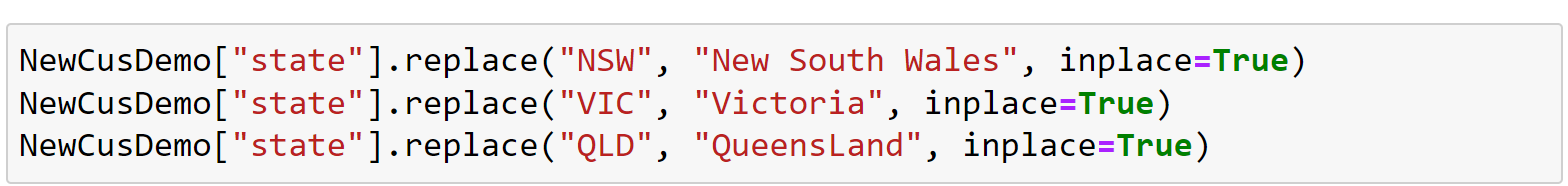 NewCusDemo["state"].replace("NSW", "New South Wales", inplace=True)
NewCusDemo["state"].replace("VIC", "Victoria", inplace=True)
NewCusDemo["state"].replace("QLD", "QueensLand", inplace=True)